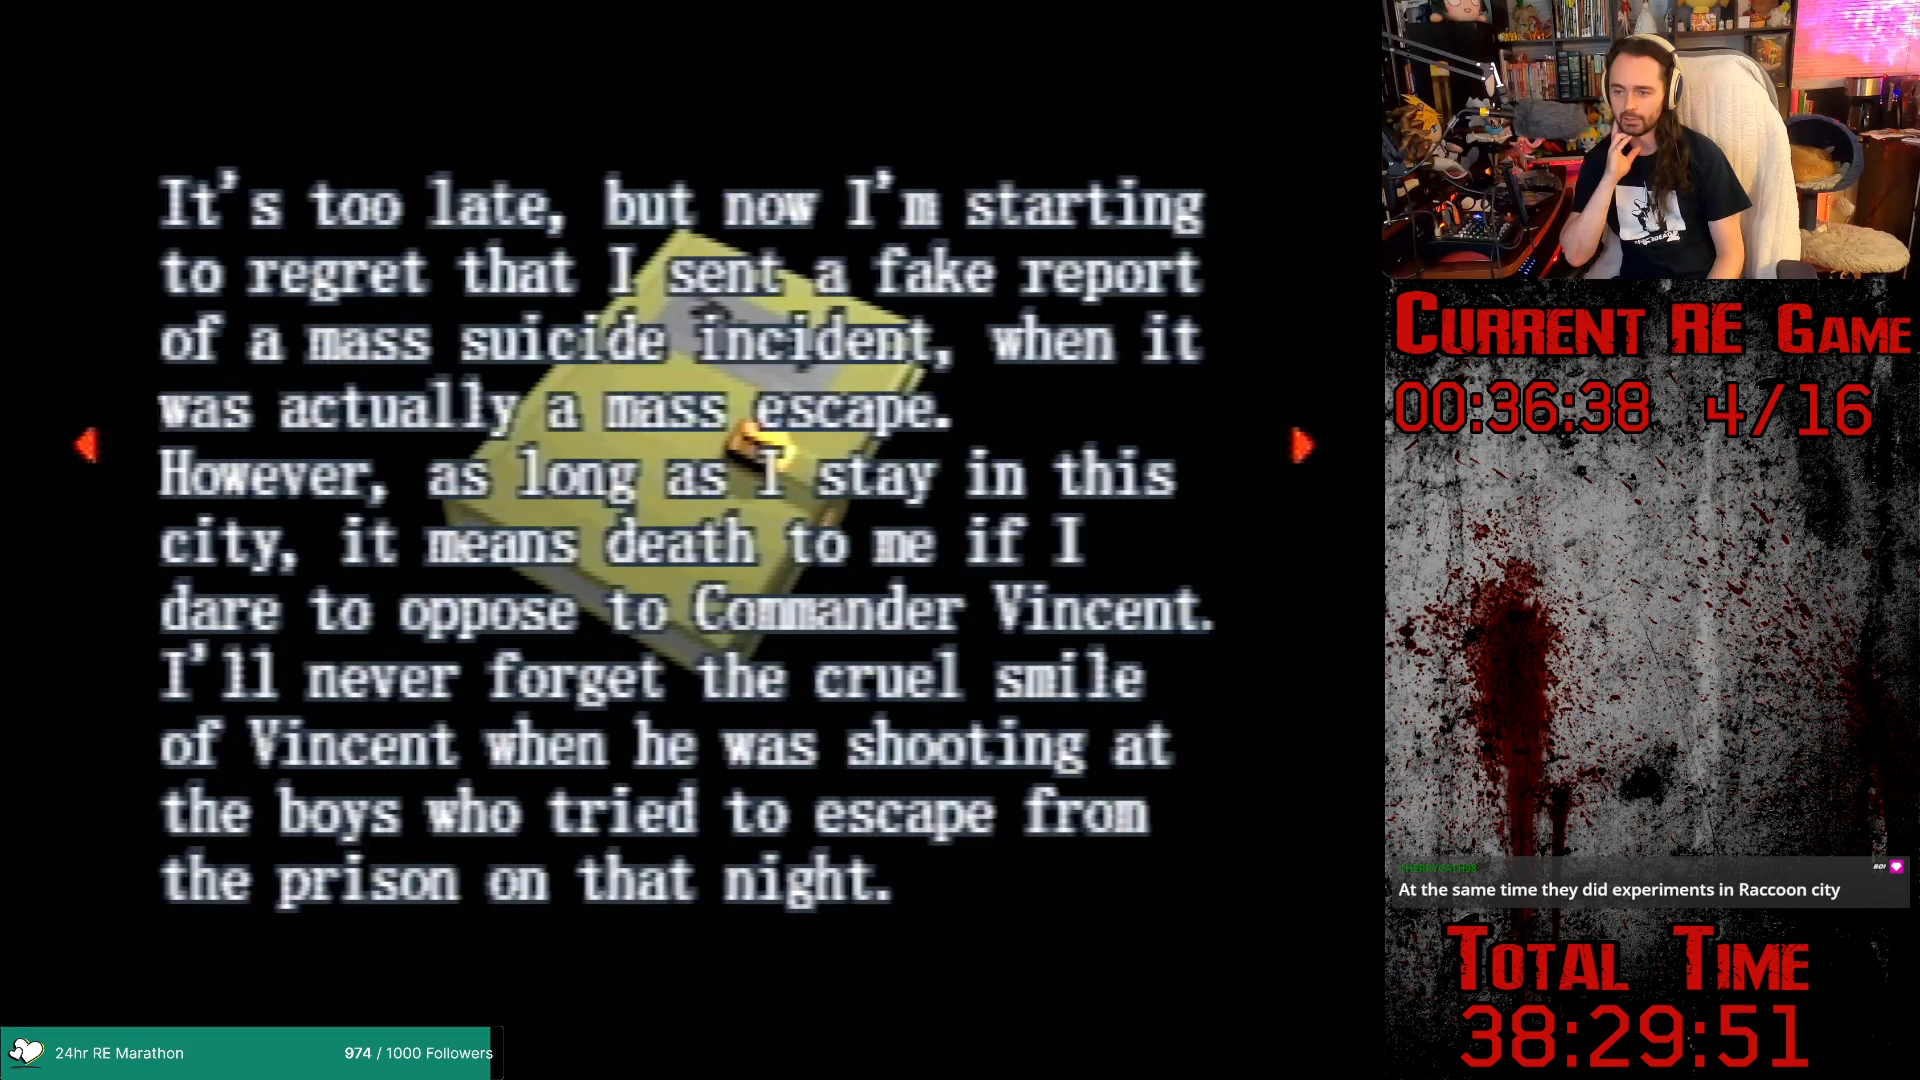 It's too late, but now I'm starting
to regret that I sent a fake report
of a mass suicide incident, when it
was actually a mass escape.
However, as long as I stay in this
city, it means death to me if I
dare to oppose to Commander Vincent.
I'll never forget the cruel smile
of Vincent when he was shooting at
the boys who tried to escape from
the prison on that night.
CURRENT RE GAME
00:36:38 4/16
At the same time they did experiments in Raccoon city
TOTAL TIME
38:29:51
24hr RE Marathon 974 / 1000 Followers